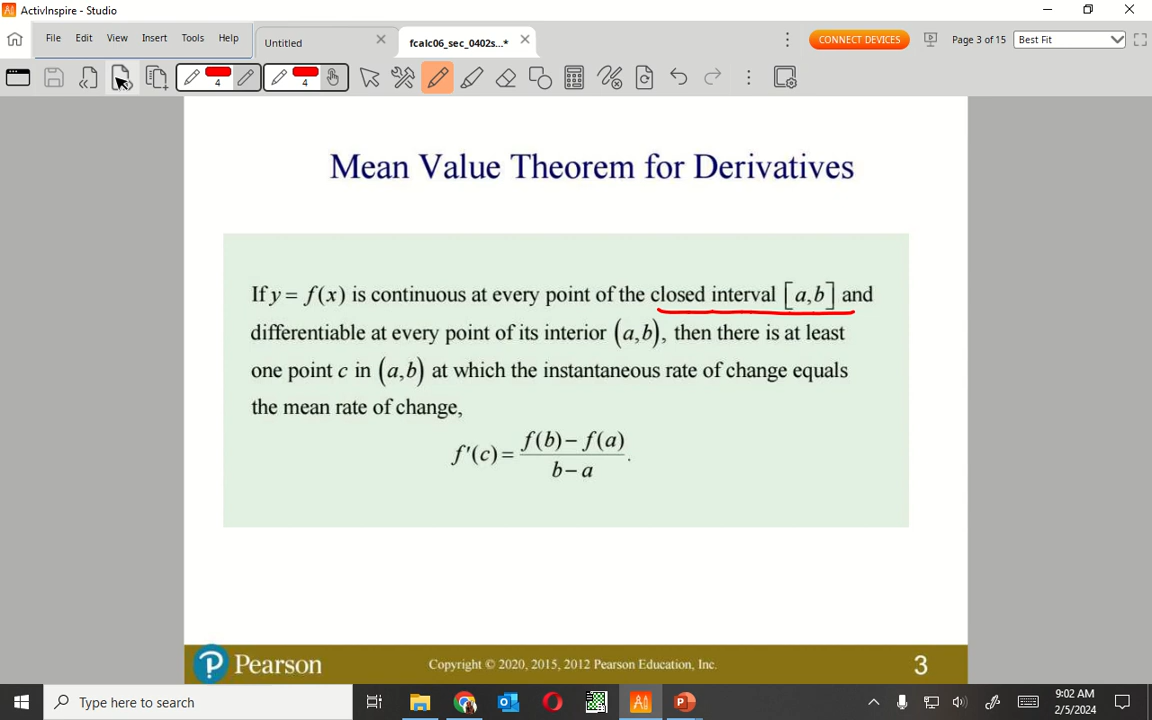 ActivInspire - Studio
File Edit View Insert Tools Help
Untitled
fcalc06_sec_0402s...*
CONNECT DEVICES
Page 3 of 15
Best Fit
4
4
Mean Value Theorem for Derivatives
If y = f(x) is continuous at every point of the closed interval [a,b] and
differentiable at every point of its interior (a,b), then there is at least
one point c in (a,b) at which the instantaneous rate of change equals
the mean rate of change,
f'(c) = f(b) − f(a) / b − a .
P Pearson
Copyright © 2020, 2015, 2012 Pearson Education, Inc.
3
Type here to search
9:02 AM
2/5/2024